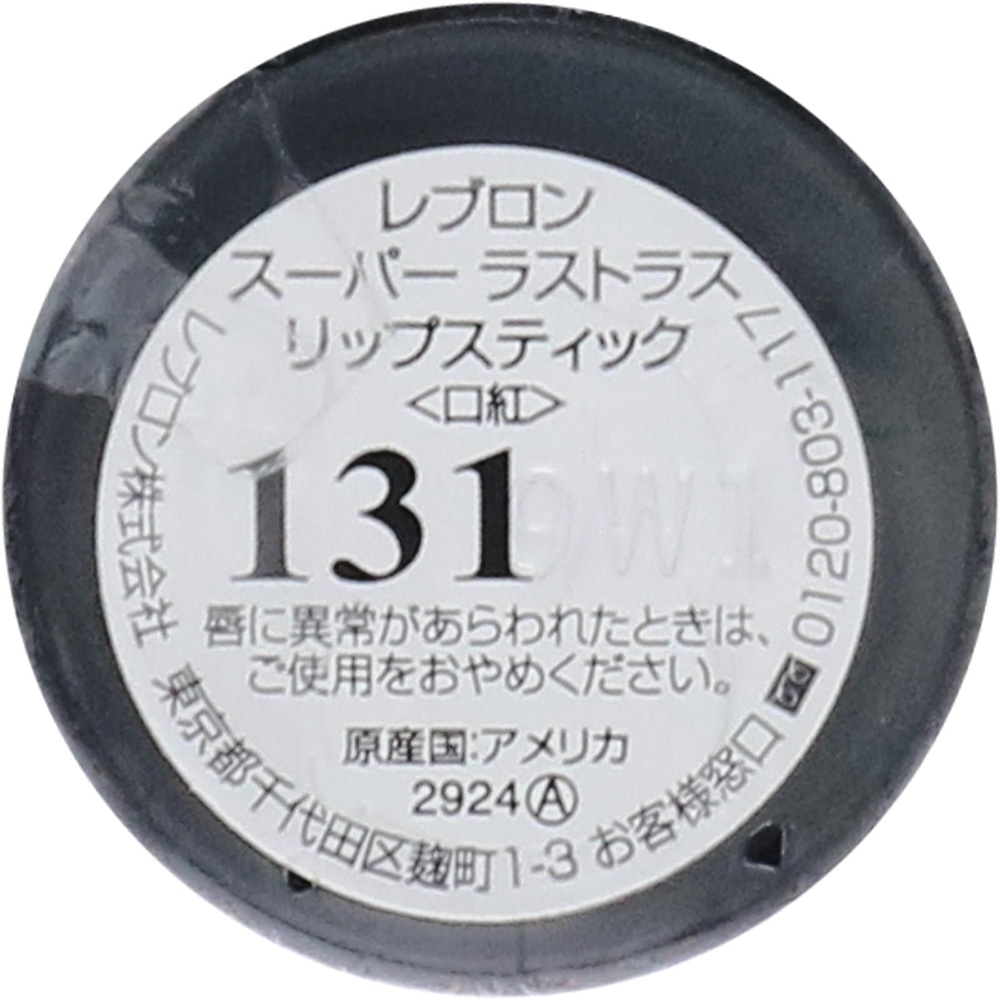 レブロン
スーパー ラストラス
リップスティック
<口紅>
131
唇に異常があらわれたときは、
ご使用をおやめください。
原産国:アメリカ
2924Ⓐ
レブロン株式会社 東京都千代田区麹町1-3 お客様窓口 0120-803-117